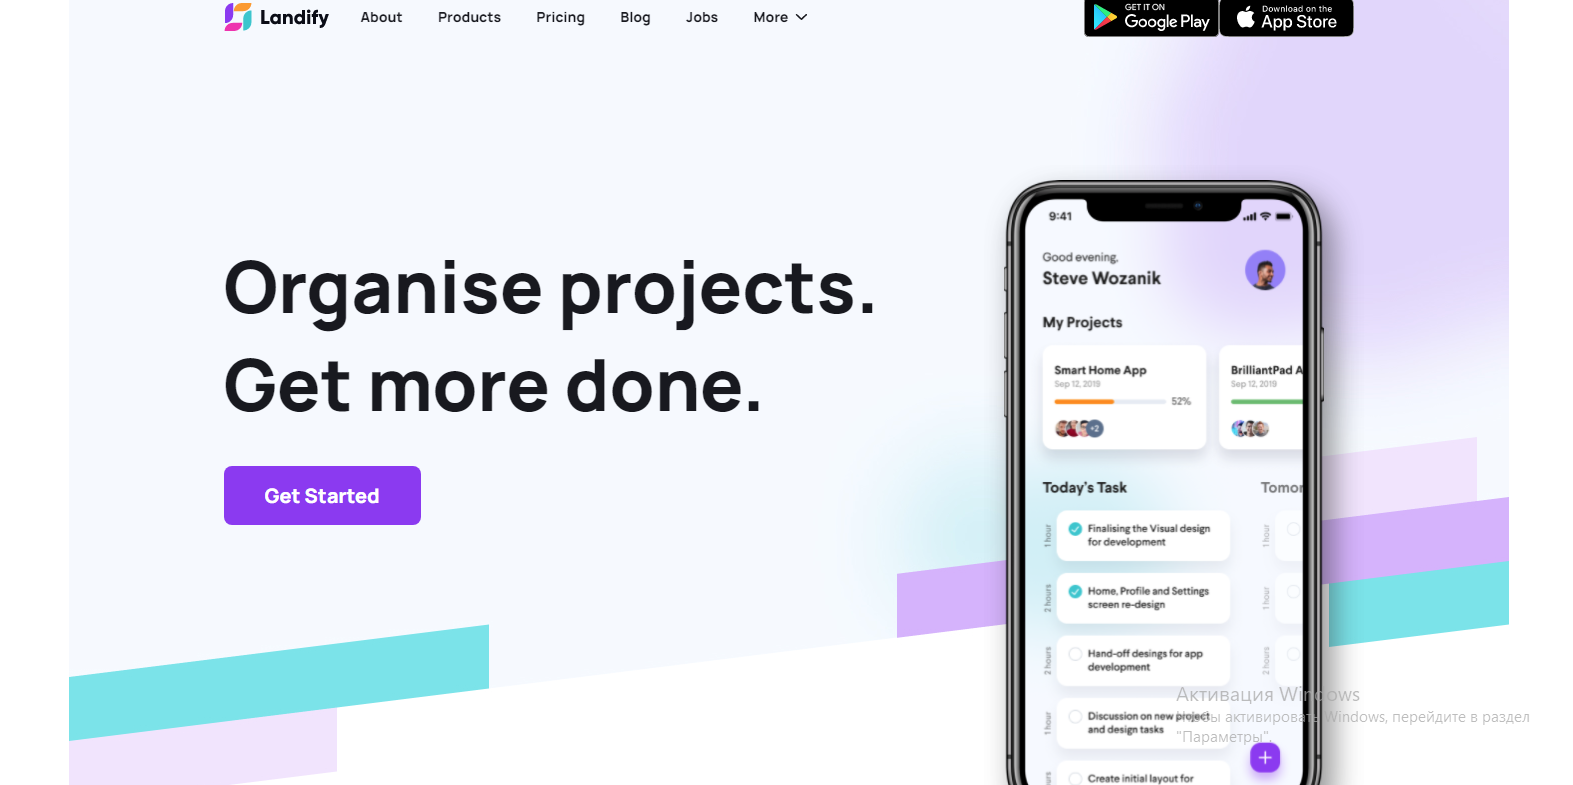 Landify
About
Products
Pricing
Blog
Jobs
More
GET IT ON
Google Play
Download on the
App Store
Organise projects.
Get more done.
Get Started
9:41
Good evening,
Steve Wozanik
My Projects
Smart Home App
Sep 12, 2019
52%
+2
BrilliantPad A
Sep 12, 2019
Today's Task
Tomor
1 hour
Finalising the Visual design
for development
1 hour
2 hours
Home, Profile and Settings
screen re-design
1 hour
2 hours
Hand-off desings for app
development
2 hours
1 hour
Discussion on new project
and design tasks
Create initial layout for
Активация Windows
Чтобы активировать Windows, перейдите в раздел
"Параметры".